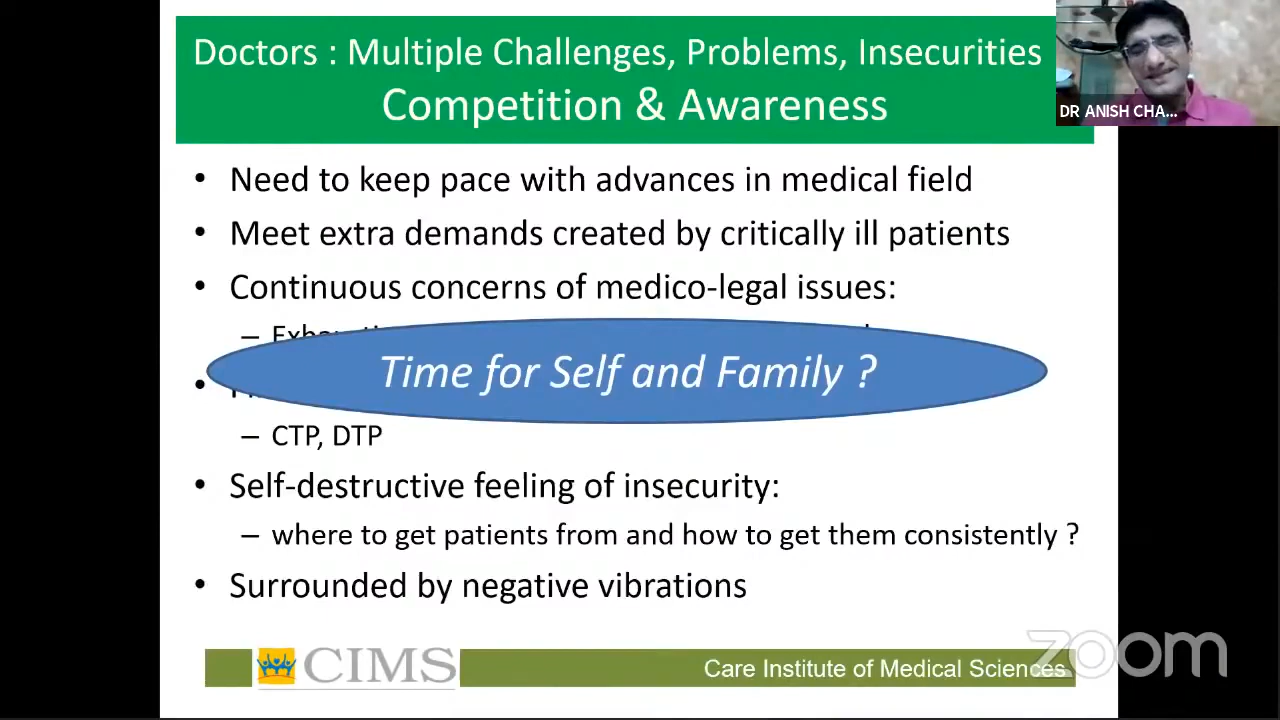 Doctors : Multiple Challenges, Problems, Insecurities
Competition & Awareness
DR ANISH CHA...
• Need to keep pace with advances in medical field
• Meet extra demands created by critically ill patients
• Continuous concerns of medico-legal issues:
Time for Self and Family ?
– CTP, DTP
• Self-destructive feeling of insecurity:
– where to get patients from and how to get them consistently ?
• Surrounded by negative vibrations
CIMS
Care Institute of Medical Sciences
zoom